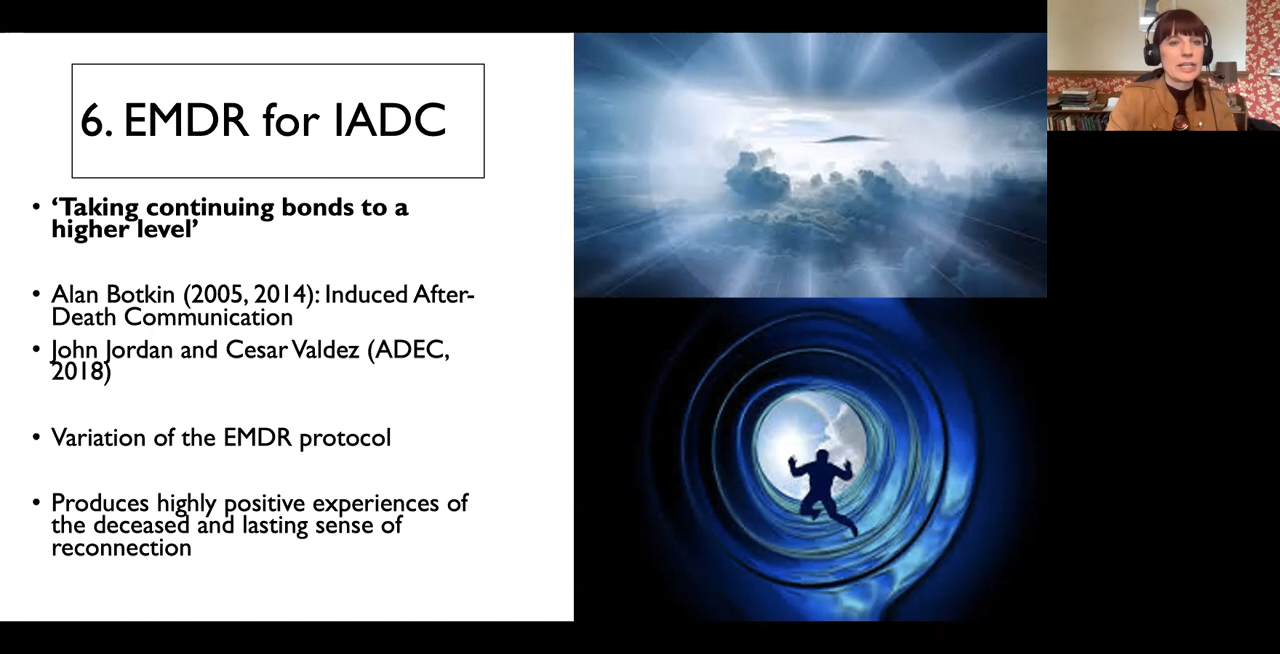 6. EMDR for IADC
• ‘Taking continuing bonds to a
higher level’
• Alan Botkin (2005, 2014): Induced After-
Death Communication
• John Jordan and Cesar Valdez (ADEC,
2018)
• Variation of the EMDR protocol
• Produces highly positive experiences of
the deceased and lasting sense of
reconnection